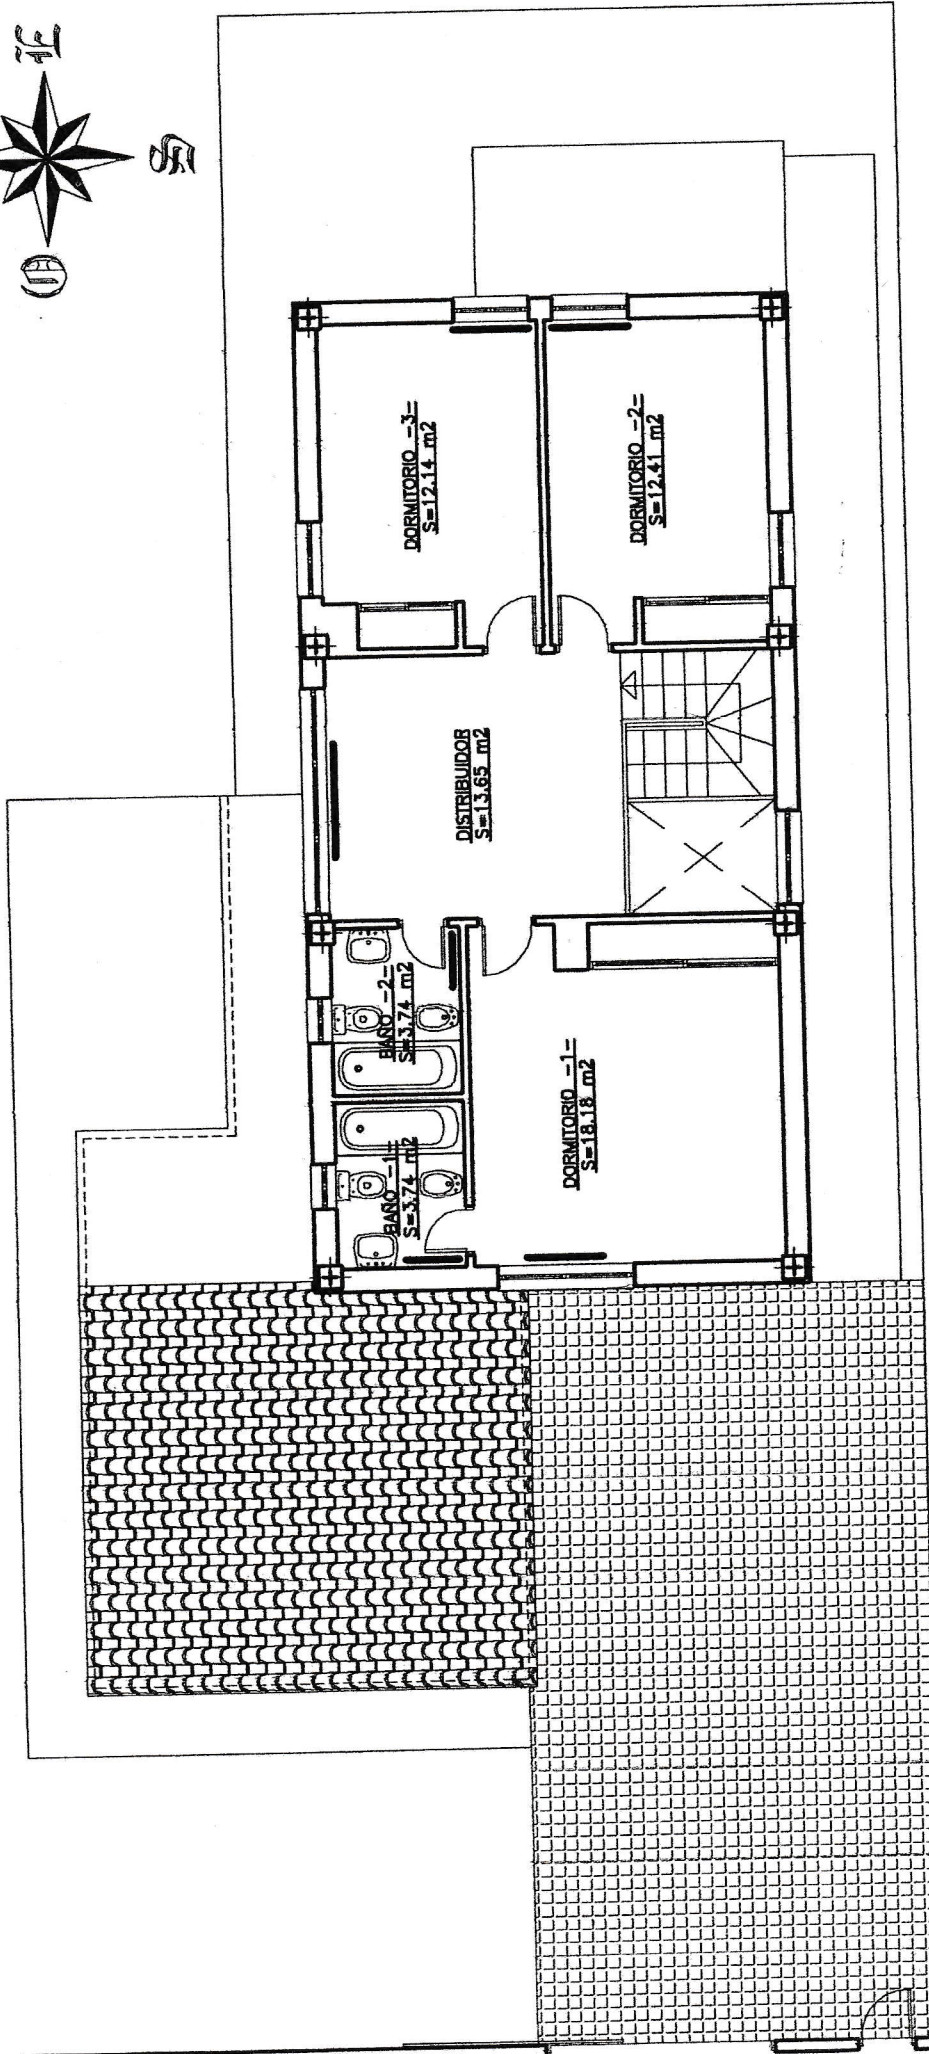 E
S
O
DORMITORIO -3-
S=12.14 m2
DORMITORIO -2-
S=12.41 m2
DISTRIBUIDOR
S=13.65 m2
BAÑO -2-
S=3.74 m2
BAÑO -1-
S=3.74 m2
DORMITORIO -1-
S=18.18 m2